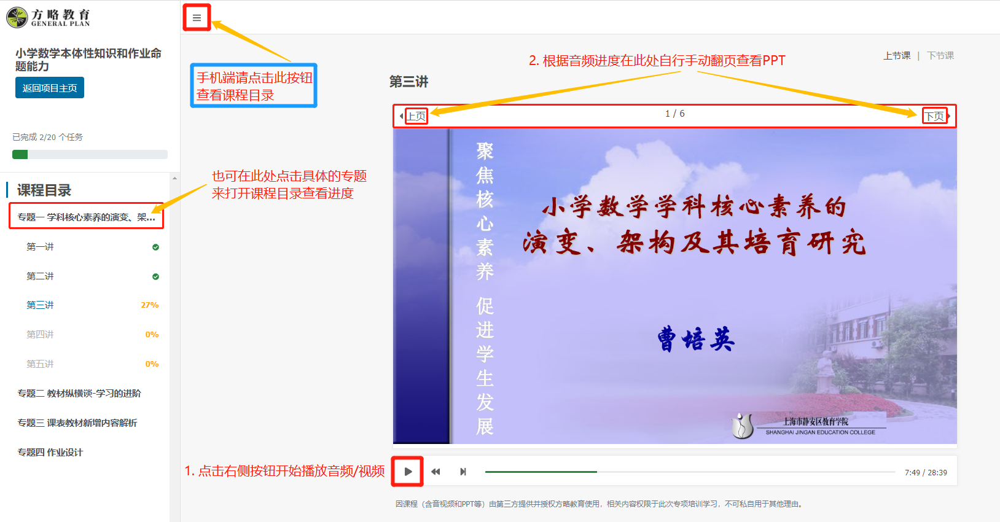 方略教育
GENERAL PLAN
小学数学本体性知识和作业命
题能力
返回项目主页
已完成 2/20 个任务
课程目录
专题一 学科核心素养的演变、架...
第一讲
第二讲
第三讲 27%
第四讲 0%
第五讲 0%
专题二 教材纵横谈-学习的进阶
专题三 课表教材新增内容解析
专题四 作业设计
手机端请点击此按钮
查看课程目录
也可在此处点击具体的专题
来打开课程目录查看进度
2. 根据音频进度在此处自行手动翻页查看PPT
上节课 | 下节课
第三讲
上页 1 / 6 下页
聚焦核心素养 促进学生发展
小学数学学科核心素养的
演变、架构及其培育研究
曹培英
上海市静安区教育学院
SHANGHAI JINGAN EDUCATION COLLEGE
1. 点击右侧按钮开始播放音频/视频
7:49 / 28:39
因课程（含音视频和PPT等）由第三方提供并授权方略教育使用，相关内容权限于此次专项培训学习，不可私自用于其他理由。